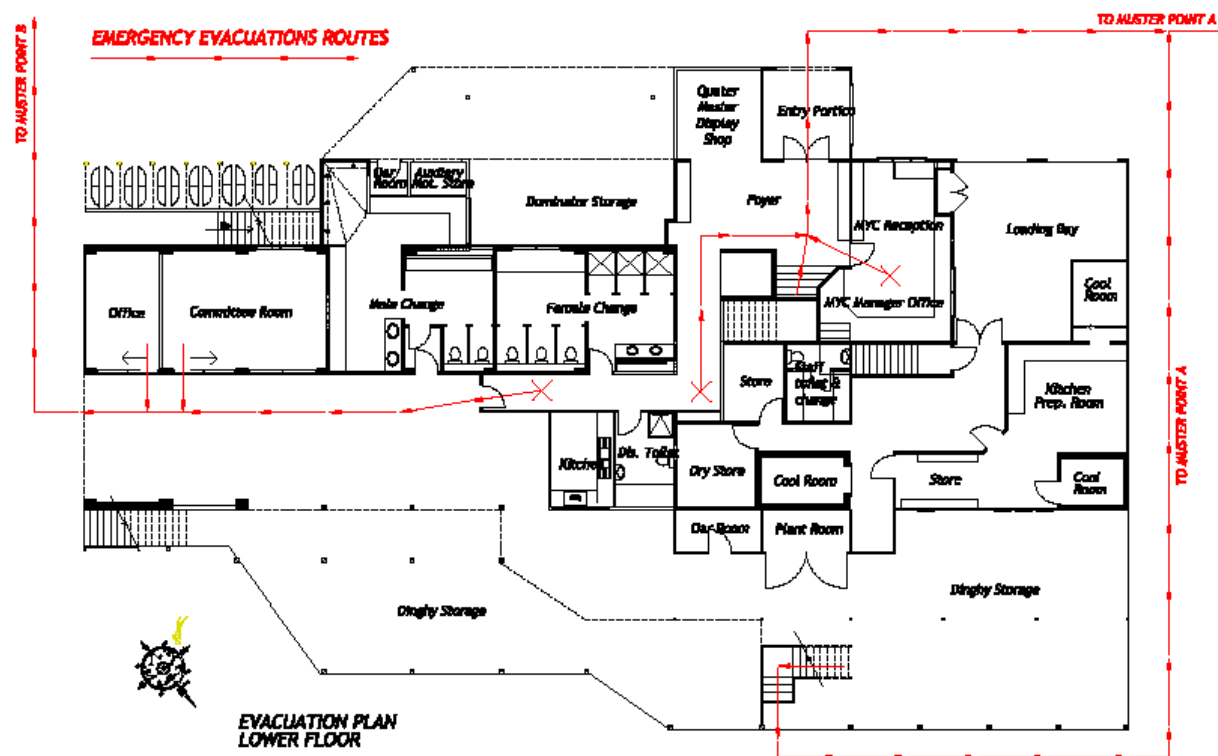 TO MUSTER POINT A
EMERGENCY EVACUATIONS ROUTES
TO MUSTER POINT B
Quater
Master
Display
Shop
Entry Portico
Oar
Room
Auxiliary
Mot. Store
Dominator Storage
Foyer
MYC Reception
Loading Bay
Cool
Room
Office
Committee Room
Male Change
Female Change
MYC Manager Office
Store
Staff
toilet &
change
Kitchen
Prep. Room
TO MUSTER POINT A
Kitchen
Dis. Toilet
Dry Store
Cool Room
Store
Cool
Room
Oar Room
Plant Room
Dinghy Storage
Dinghy Storage
EVACUATION PLAN
LOWER FLOOR